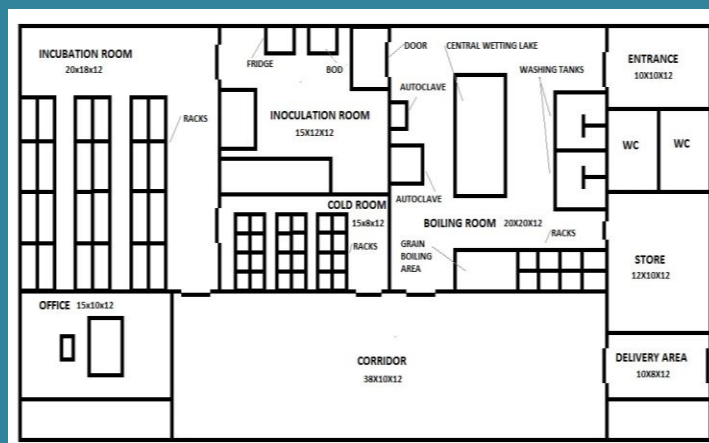 INCUBATION ROOM
20x18x12
RACKS
FRIDGE
BOD
INOCULATION ROOM
15X12X12
DOOR
CENTRAL WETTING LAKE
AUTOCLAVE
WASHING TANKS
ENTRANCE
10X10X12
WC
WC
AUTOCLAVE
COLD ROOM
15x8x12
RACKS
BOILING ROOM 20X20X12
RACKS
GRAIN
BOILING
AREA
STORE
12X10X12
OFFICE 15x10x12
CORRIDOR
38X10X12
DELIVERY AREA
10X8X12